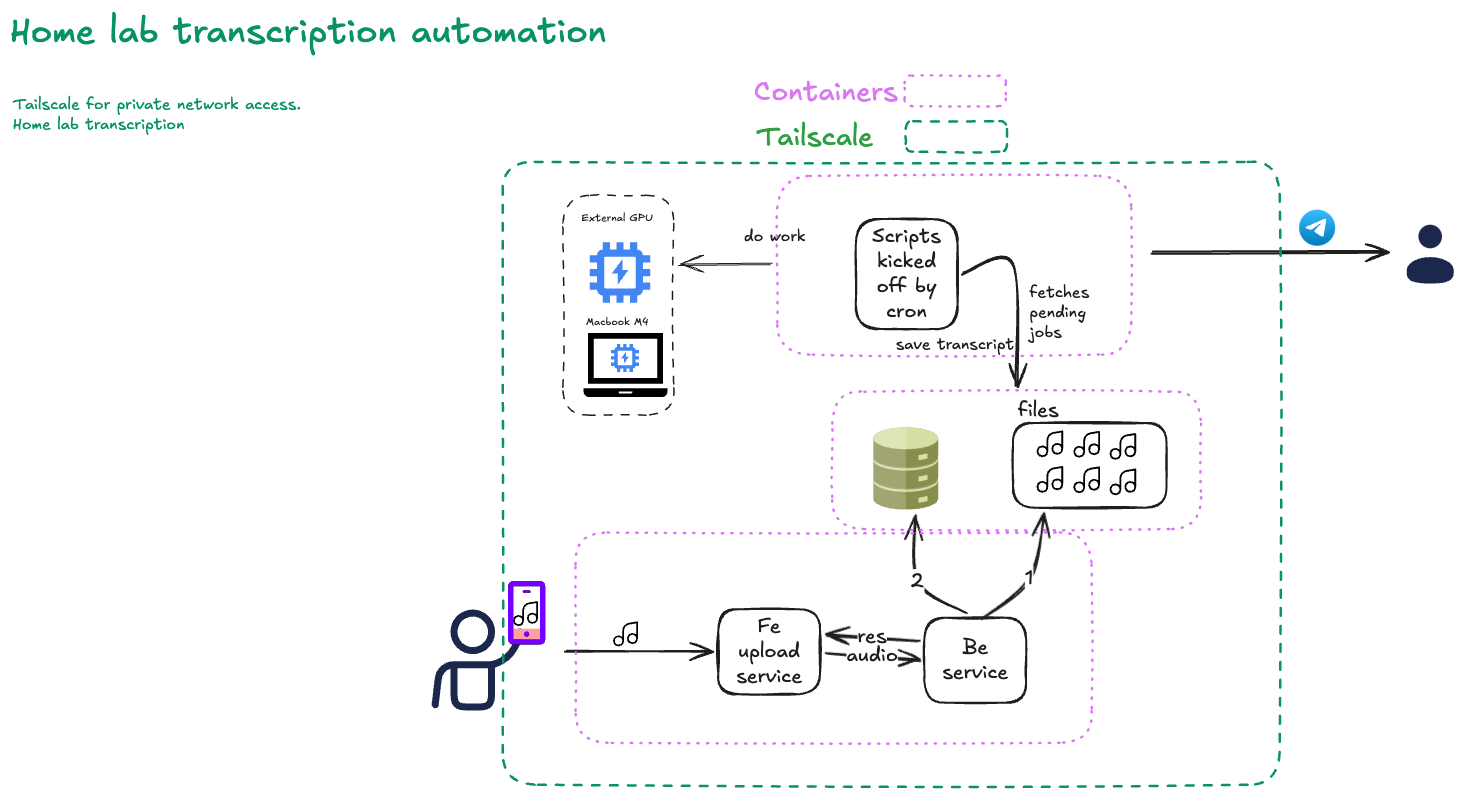 Home lab transcription automation
Tailscale for private network access.
Home lab transcription
Containers
Tailscale
External GPU
do work
Scripts
kicked
off by
cron
fetches
pending
jobs
Macbook M4
save transcript
files
2
1
Fe
upload
service
res
audio
Be
service